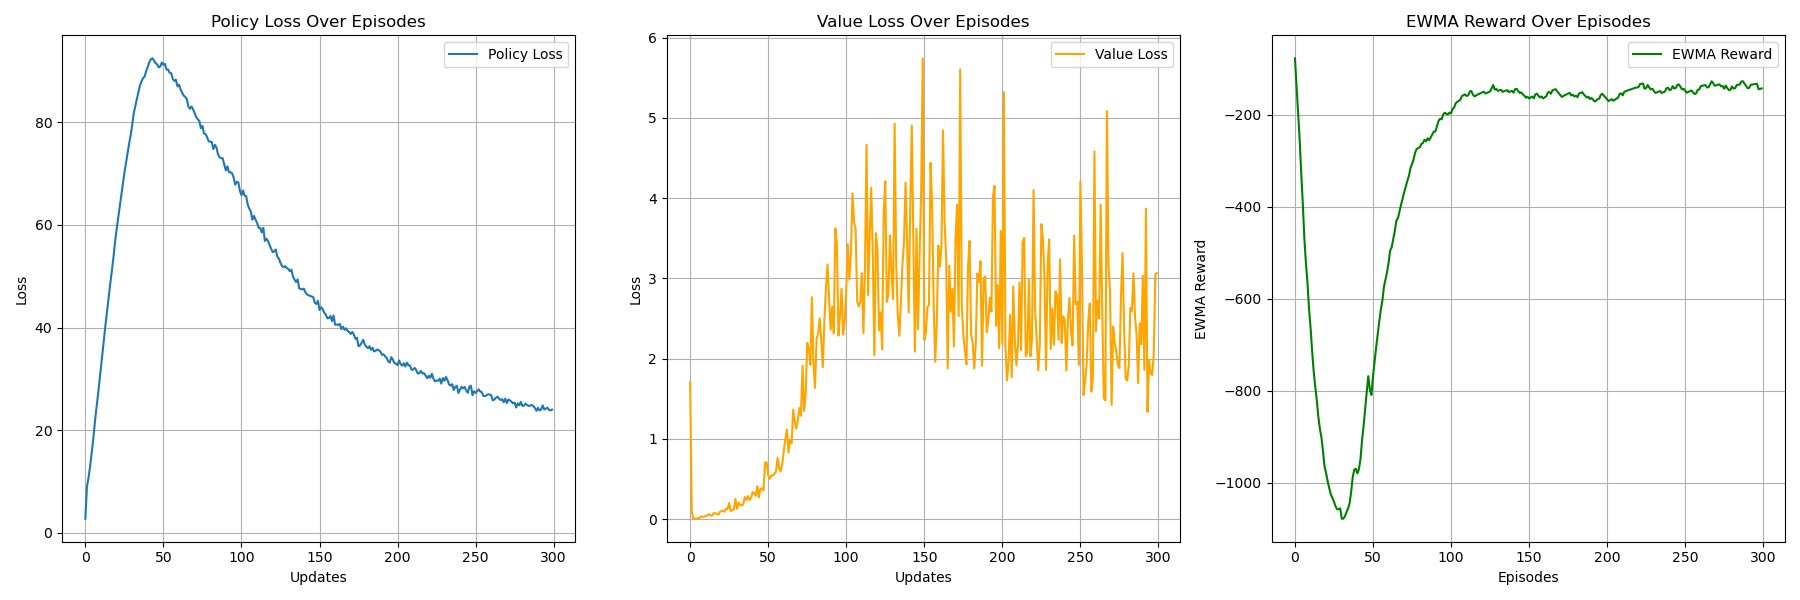 Policy Loss Over Episodes
Policy Loss
Loss
80
60
40
20
0
0 50 100 150 200 250 300
Updates
Value Loss Over Episodes
Value Loss
Loss
6
5
4
3
2
1
0
0 50 100 150 200 250 300
Updates
EWMA Reward Over Episodes
EWMA Reward
EWMA Reward
−200
−400
−600
−800
−1000
0 50 100 150 200 250 300
Episodes